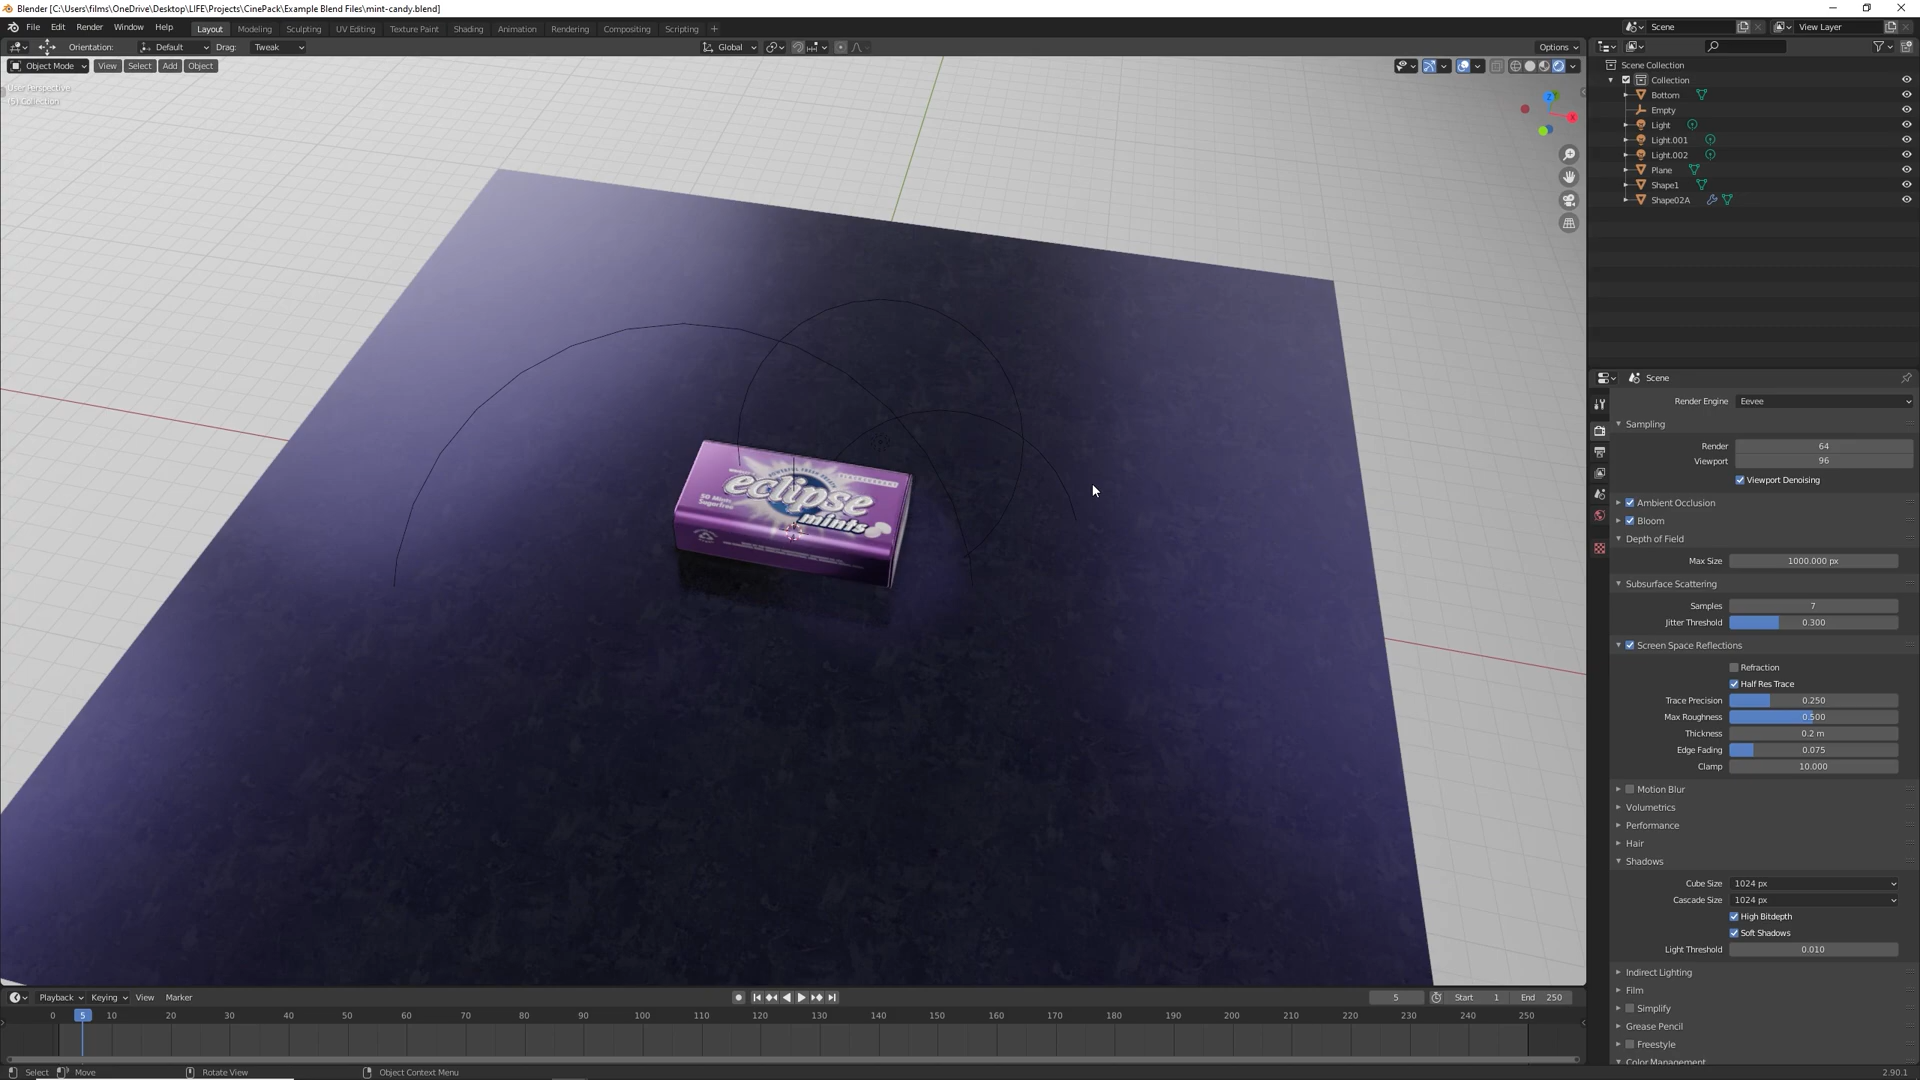 Blender [C:\Users\films\OneDrive\Desktop\LIFE\Projects\CinePack\Example Blend Files\mint-candy.blend]
File Edit Render Window Help Layout Modeling Sculpting UV Editing Texture Paint Shading Animation Rendering Compositing Scripting + Scene View Layer
Orientation: Default Drag: Tweak Global Options
Object Mode View Select Add Object
User Perspective
(5) Collection
Z
X
eclipse
mints
50 Mints
Sugarfree
Scene Collection
Collection
Bottom
Empty
Light
Light.001
Light.002
Plane
Shape1
Shape02A
Scene
Render Engine Eevee
Sampling
Render 64
Viewport 96
Viewport Denoising
Ambient Occlusion
Bloom
Depth of Field
Max Size 1000.000 px
Subsurface Scattering
Samples 7
Jitter Threshold 0.300
Screen Space Reflections
Refraction
Half Res Trace
Trace Precision 0.250
Max Roughness 0.500
Thickness 0.2 m
Edge Fading 0.075
Clamp 10.000
Motion Blur
Volumetrics
Performance
Hair
Shadows
Cube Size 1024 px
Cascade Size 1024 px
High Bitdepth
Soft Shadows
Light Threshold 0.010
Indirect Lighting
Film
Simplify
Grease Pencil
Freestyle
Color Management
Playback Keying View Marker 5 Start 1 End 250
0 5 10 20 30 40 50 60 70 80 90 100 110 120 130 140 150 160 170 180 190 200 210 220 230 240 250
Select Move Rotate View Object Context Menu 2.90.1